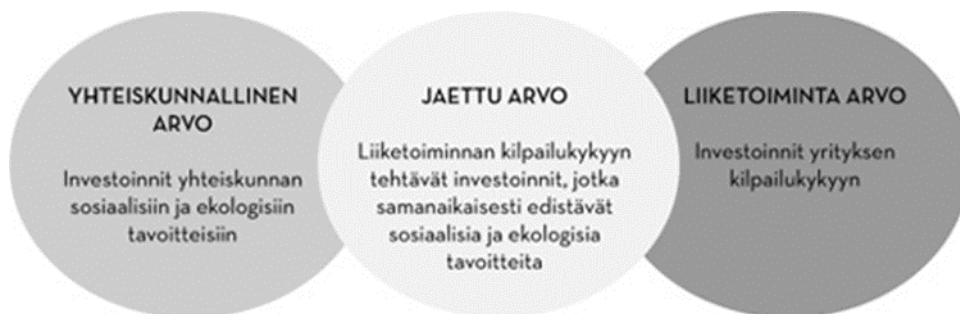 YHTEISKUNNALLINEN
ARVO
Investoinnit yhteiskunnan
sosiaalisiin ja ekologisiin
tavoitteisiin
JAETTU ARVO
Liiketoiminnan kilpailukykyyn
tehtävät investoinnit, jotka
samanaikaisesti edistävät
sosiaalisia ja ekologisia
tavoitteita
LIIKETOIMINTA ARVO
Investoinnit yrityksen
kilpailukykyyn